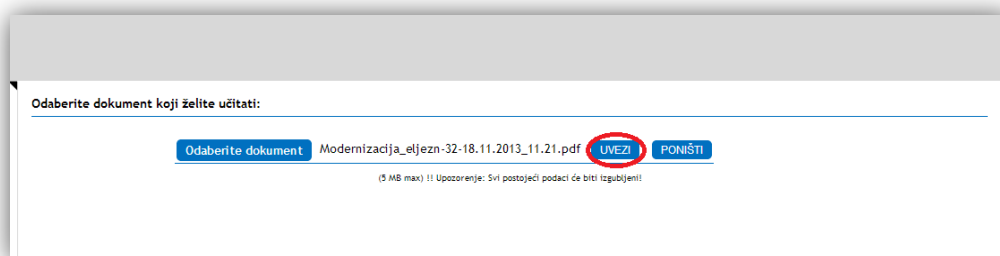 Odaberite dokument koji želite učitati:
Odaberite dokument Modernizacija_eljezn-32-18.11.2013_11.21.pdf UVEZI PONIŠTI
(5 MB max) !! Upozorenje: Svi postojeći podaci će biti izgubljeni!